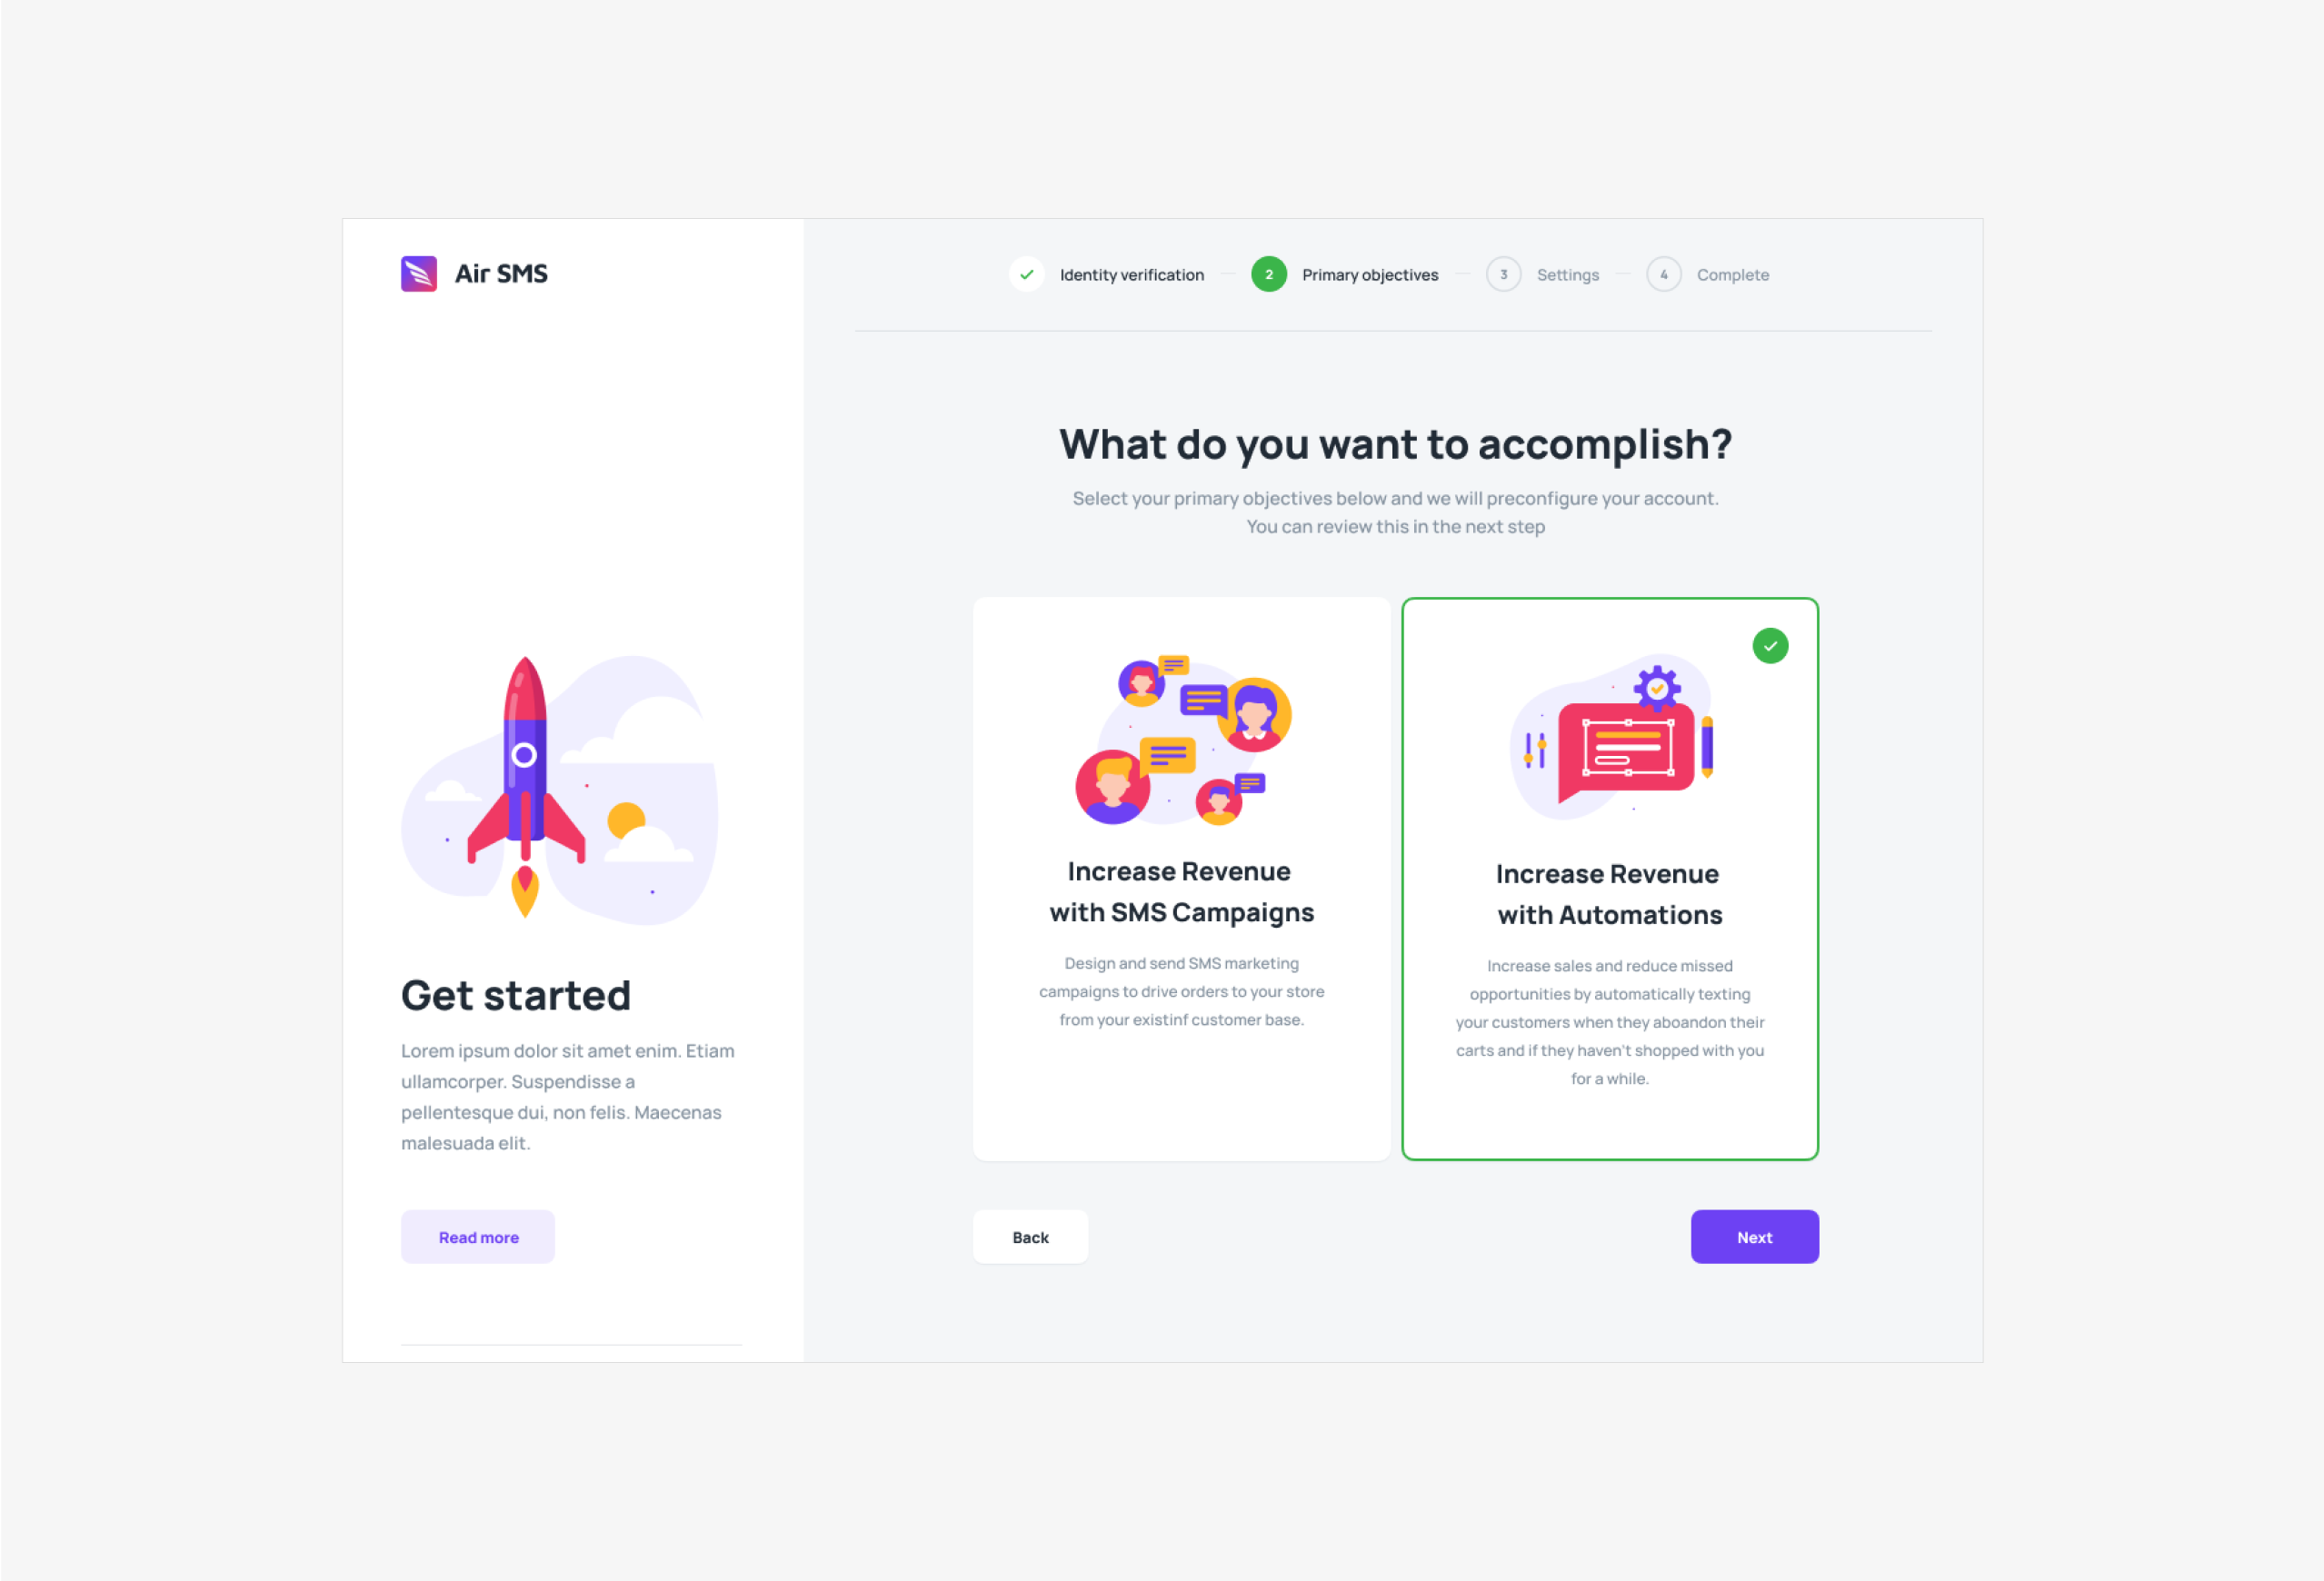 Air SMS
Identity verification
2 Primary objectives
3 Settings
4 Complete
What do you want to accomplish?
Select your primary objectives below and we will preconfigure your account.
You can review this in the next step
Increase Revenue
with SMS Campaigns
Design and send SMS marketing
campaigns to drive orders to your store
from your existinf customer base.
Increase Revenue
with Automations
Increase sales and reduce missed
opportunities by automatically texting
your customers when they aboandon their
carts and if they haven't shopped with you
for a while.
Get started
Lorem ipsum dolor sit amet enim. Etiam
ullamcorper. Suspendisse a
pellentesque dui, non felis. Maecenas
malesuada elit.
Read more
Back
Next